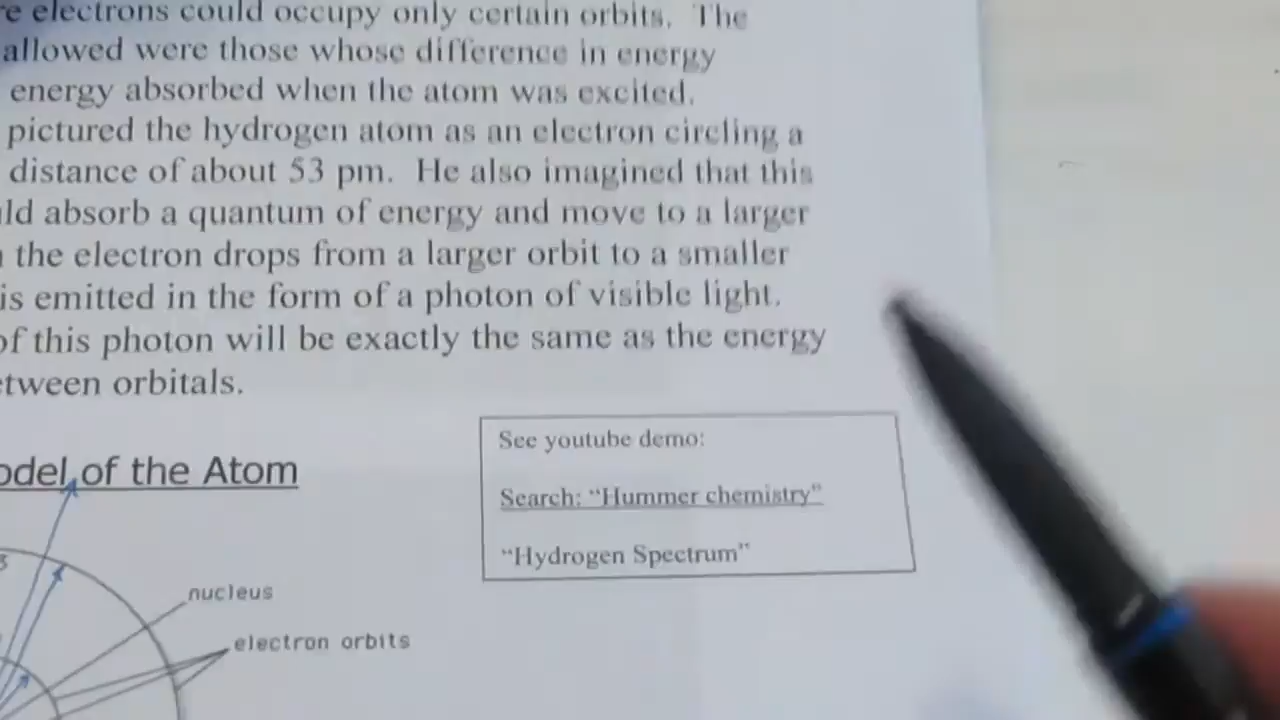 re electrons could occupy only certain orbits. The
allowed were those whose difference in energy
energy absorbed when the atom was excited.
pictured the hydrogen atom as an electron circling a
distance of about 53 pm. He also imagined that this
uld absorb a quantum of energy and move to a larger
the electron drops from a larger orbit to a smaller
is emitted in the form of a photon of visible light.
of this photon will be exactly the same as the energy
etween orbitals.
See youtube demo:
odel of the Atom
Search: “Hummer chemistry”
“Hydrogen Spectrum”
nucleus
electron orbits